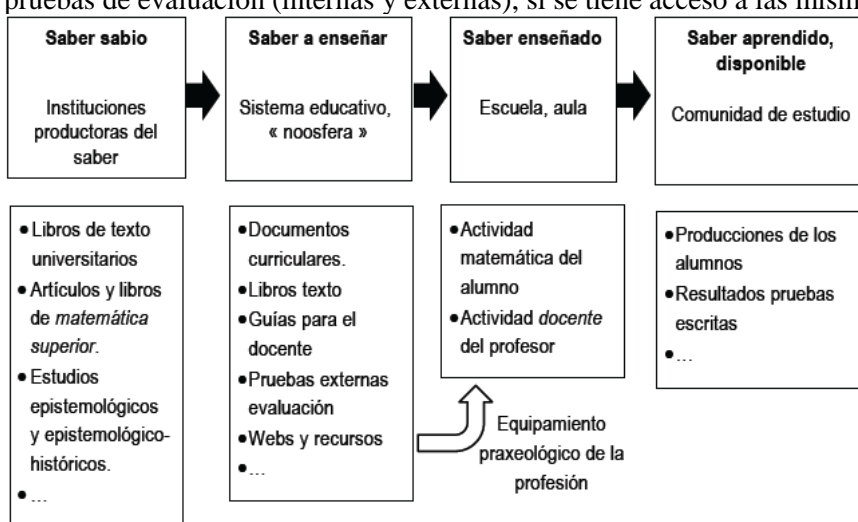 pruebas de evaluación (internas y externas), si se tiene acceso a las
Saber sabio
Instituciones
productoras del
saber
Saber a enseñar
Sistema educativo,
« noosfera »
Saber enseñado
Escuela, aula
Saber aprendido,
disponible
Comunidad de estudio
•Libros de texto
universitarios
•Artículos y libros
de matemática
superior.
•Estudios
epistemológicos
y epistemológico-
históricos.
•...
•Documentos
curriculares.
•Libros texto
•Guías para el
docente
•Pruebas externas
evaluación
•Webs y recursos
•...
•Actividad
matemática del
alumno
•Actividad docente
del profesor
Equipamiento
praxeológico de la
profesión
•Producciones de los
alumnos
•Resultados pruebas
escritas
•...